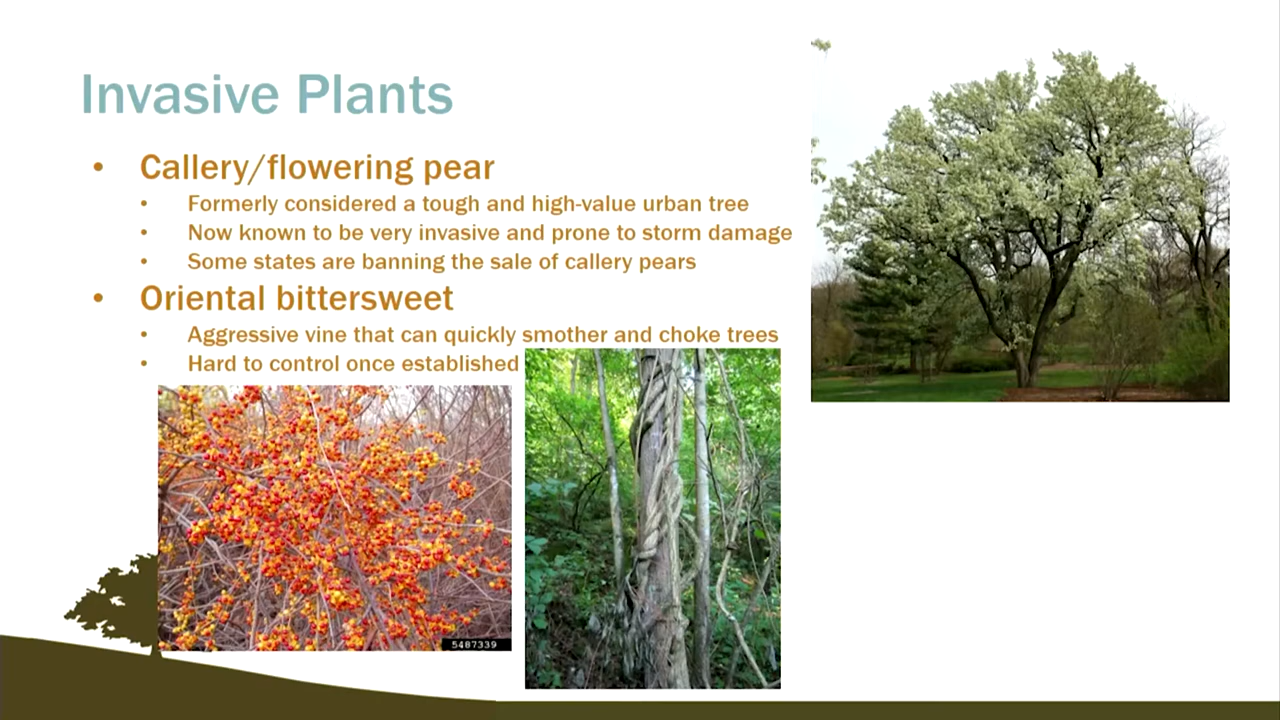 Invasive Plants
• Callery/flowering pear
• Formerly considered a tough and high-value urban tree
• Now known to be very invasive and prone to storm damage
• Some states are banning the sale of callery pears
• Oriental bittersweet
• Aggressive vine that can quickly smother and choke trees
• Hard to control once established
5487339